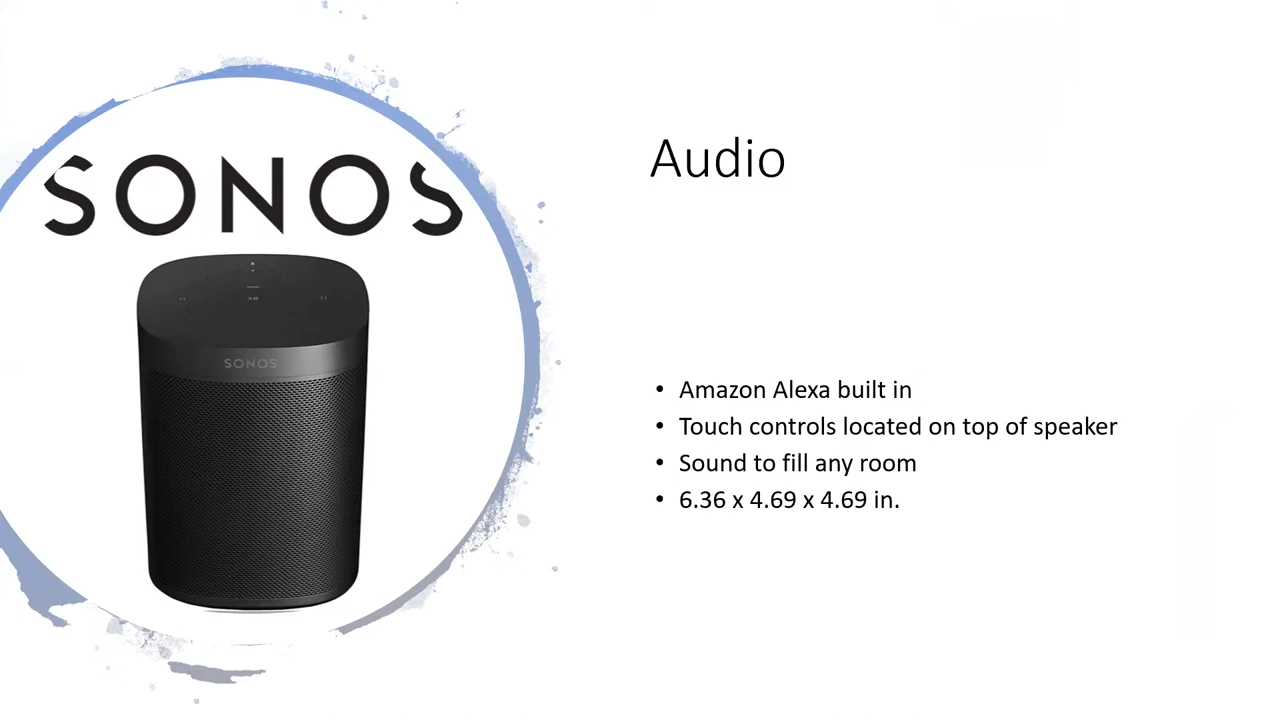 SONOS
SONOS
Audio
• Amazon Alexa built in
• Touch controls located on top of speaker
• Sound to fill any room
• 6.36 x 4.69 x 4.69 in.